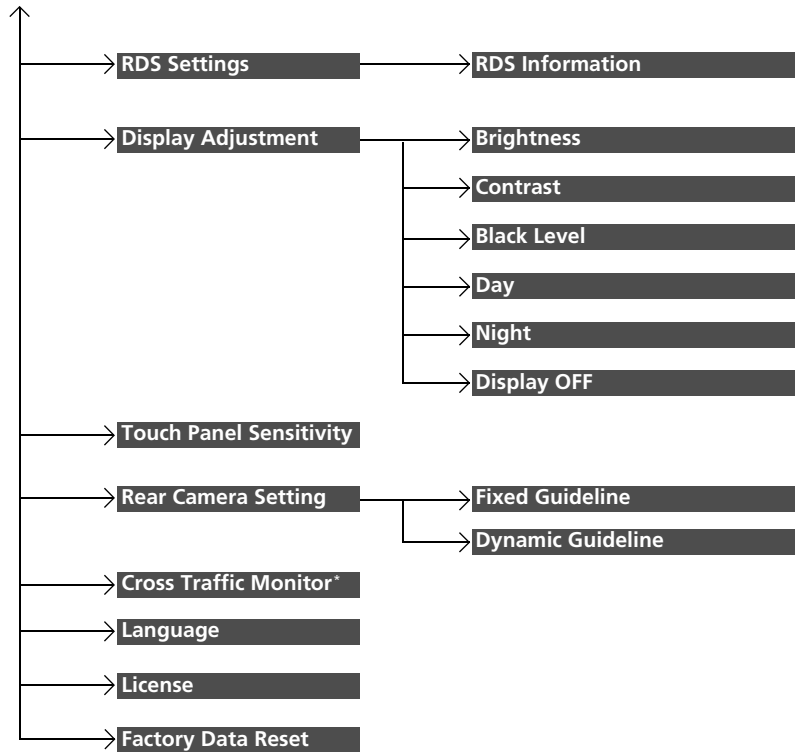 RDS Settings
RDS Information
Display Adjustment
Brightness
Contrast
Black Level
Day
Night
Display OFF
Touch Panel Sensitivity
Rear Camera Setting
Fixed Guideline
Dynamic Guideline
Cross Traffic Monitor*
Language
License
Factory Data Reset